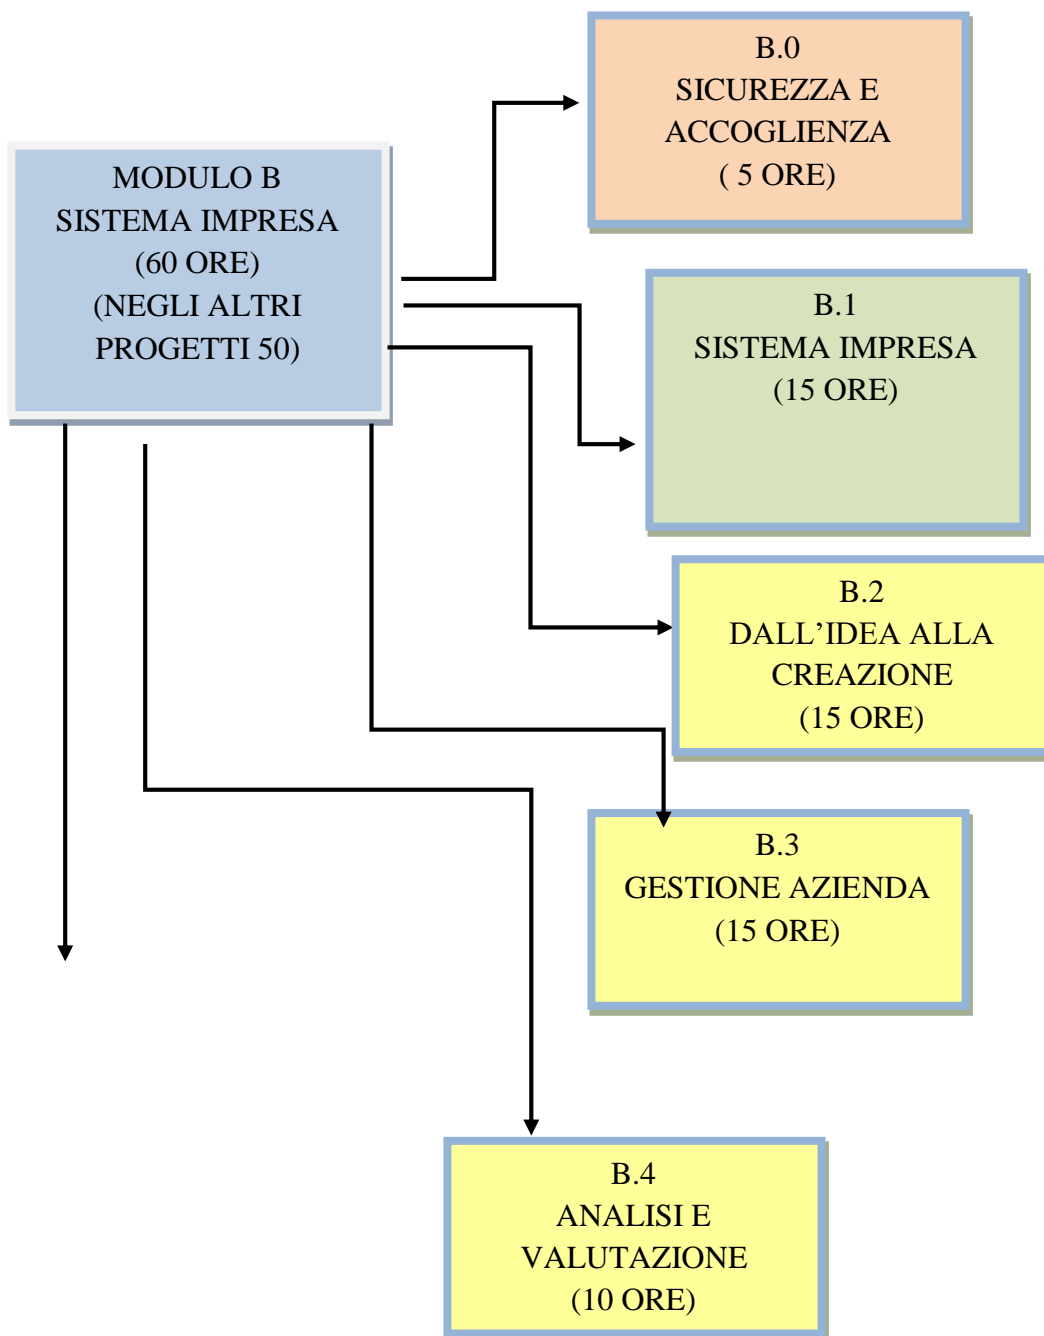 B.0
SICUREZZA E
ACCOGLIENZA
( 5 ORE)
MODULO B
SISTEMA IMPRESA
(60 ORE)
(NEGLI ALTRI
PROGETTI 50)
B.1
SISTEMA IMPRESA
(15 ORE)
B.2
DALL’IDEA ALLA
CREAZIONE
(15 ORE)
B.3
GESTIONE AZIENDA
(15 ORE)
B.4
ANALISI E
VALUTAZIONE
(10 ORE)